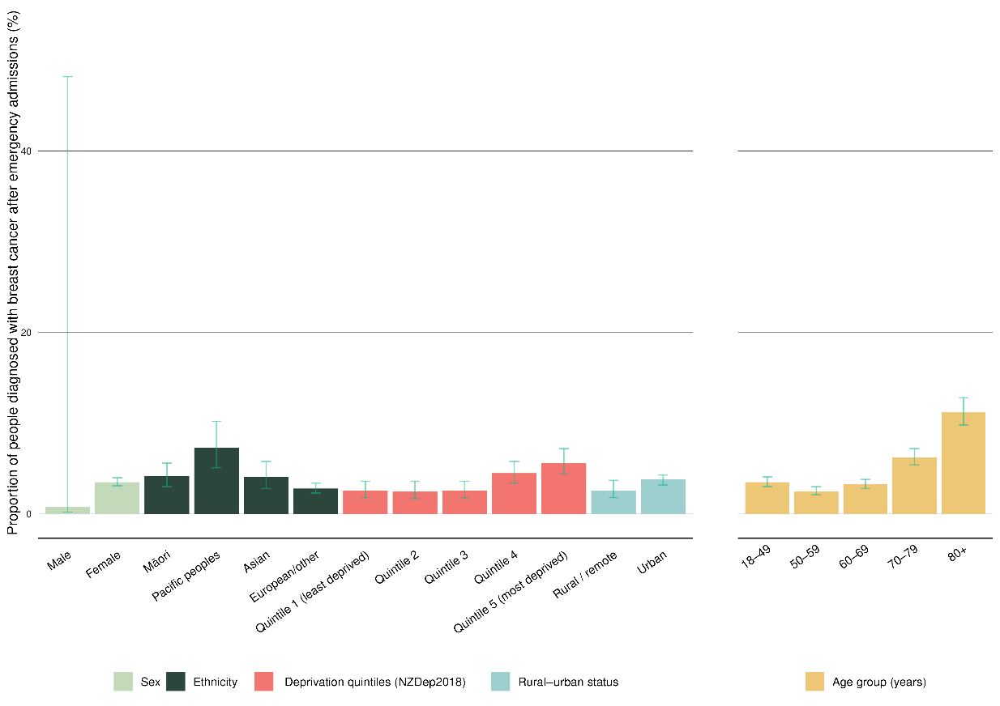 Proportion of people diagnosed with breast cancer after emergency admissions (%)
40
20
0
Male
Female
Māori
Pacific peoples
Asian
European/other
Quintile 1 (least deprived)
Quintile 2
Quintile 3
Quintile 4
Quintile 5 (most deprived)
Rural / remote
Urban
18–49
50–59
60–69
70–79
80+
Sex
Ethnicity
Deprivation quintiles (NZDep2018)
Rural–urban status
Age group (years)